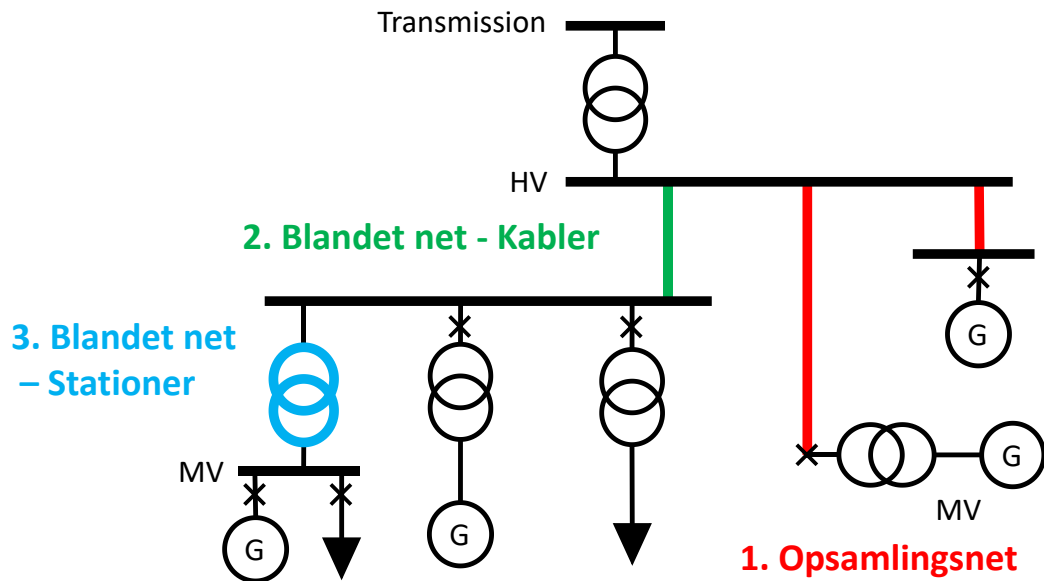 Transmission
HV
2. Blandet net - Kabler
3. Blandet net
– Stationer
G
MV
G
G
G
G
MV
1. Opsamlingsnet